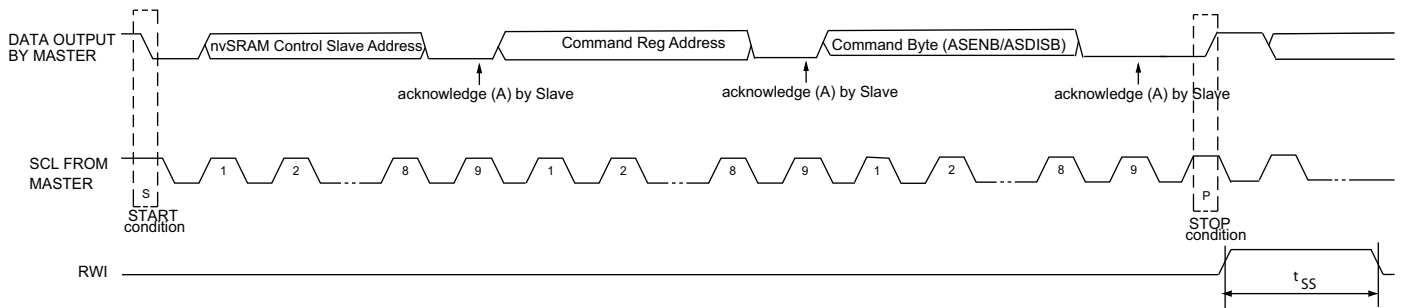 DATA OUTPUT
BY MASTER
nvSRAM Control Slave Address
Command Reg Address
Command Byte (ASENB/ASDISB)
acknowledge (A) by Slave
acknowledge (A) by Slave
acknowledge (A) by Slave
SCL FROM
MASTER
1 2 8 9 1 2 8 9 1 2 8 9
S
P
START
condition
STOP
condition
RWI
t SS